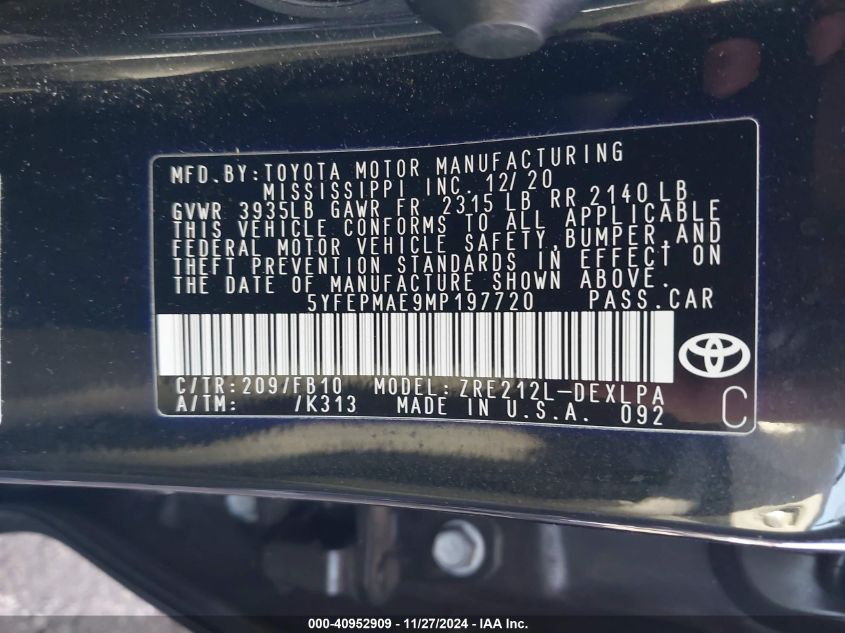 MFD. BY: TOYOTA MOTOR MANUFACTURING
MISSISSIPPI INC. 12/20
GVWR 3935LB GAWR FR 2315 LB RR 2140 LB
THIS VEHICLE CONFORMS TO ALL APPLICABLE
FEDERAL MOTOR VEHICLE SAFETY, BUMPER, AND
THEFT PREVENTION STANDARDS IN EFFECT ON
THE DATE OF MANUFACTURE SHOWN ABOVE.
5YFEPMAE9MP197720 PASS. CAR
C/TR: 209/FB10 MODEL: ZRE212L-DEXLPA
A/TM: /K313 MADE IN U.S.A. 092 C
000-40952909 - 11/27/2024 - IAA Inc.